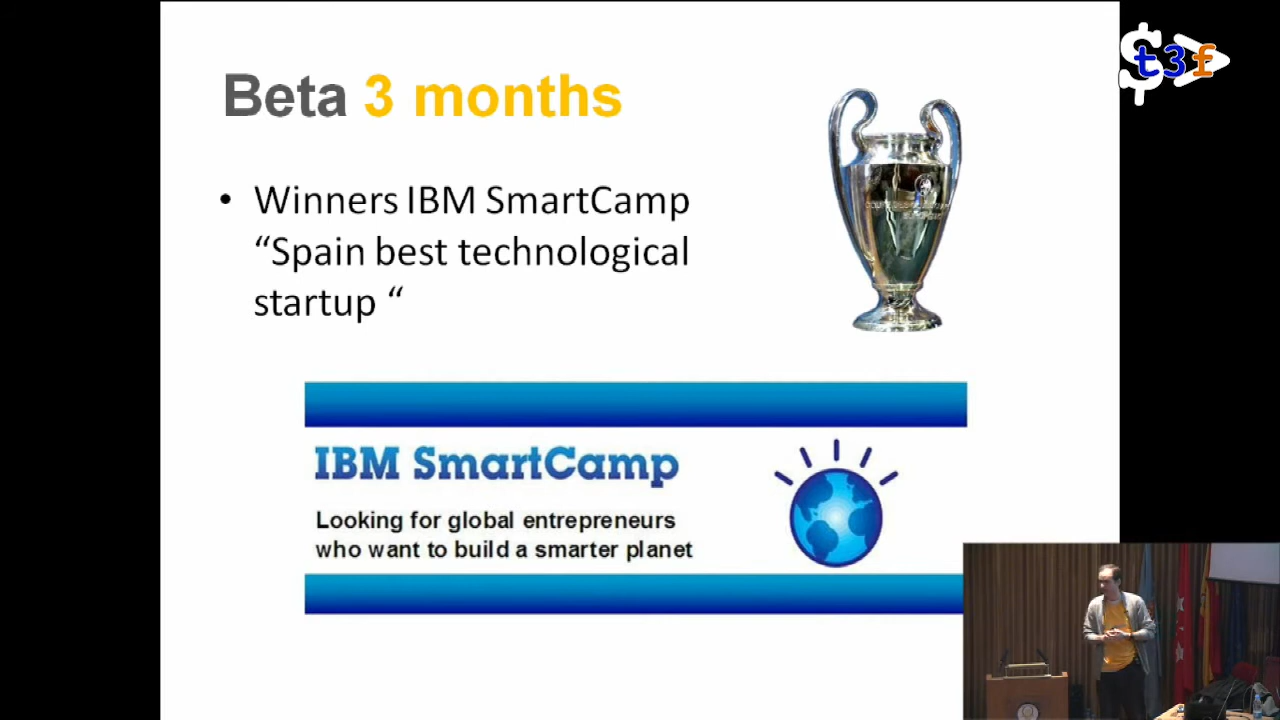 $ t3f
Beta 3 months
• Winners IBM SmartCamp
“Spain best technological
startup “
IBM SmartCamp
Looking for global entrepreneurs
who want to build a smarter planet